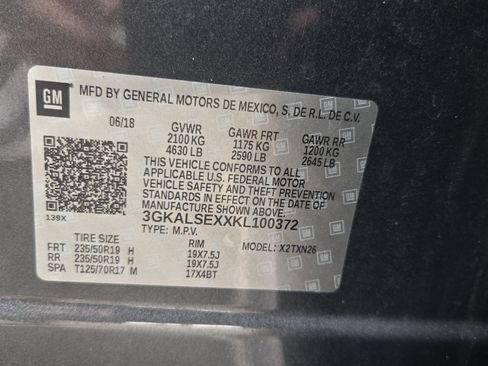 GM
MFD BY GENERAL MOTORS DE MEXICO, S. DE R.L. DE C.V.
06/18 GVWR GAWR FRT GAWR RR
2100 KG 1175 KG 1200 KG
4630 LB 2590 LB 2645 LB
THIS VEHICLE CONFORMS TO ALL
APPLICABLE U.S. FEDERAL MOTOR
VEHICLE SAFETY AND THEFT PREVENTION
STANDARDS IN EFFECT ON THE DATE OF
MANUFACTURE SHOWN ABOVE.
3GKALSEXXKL100372
139X
TYPE: M.P.V. MODEL: X2TXN26
TIRE SIZE RIM
FRT 235/50R19 H 19X7.5J
RR 235/50R19 H 19X7.5J
SPA T125/70R17 M 17X4BT